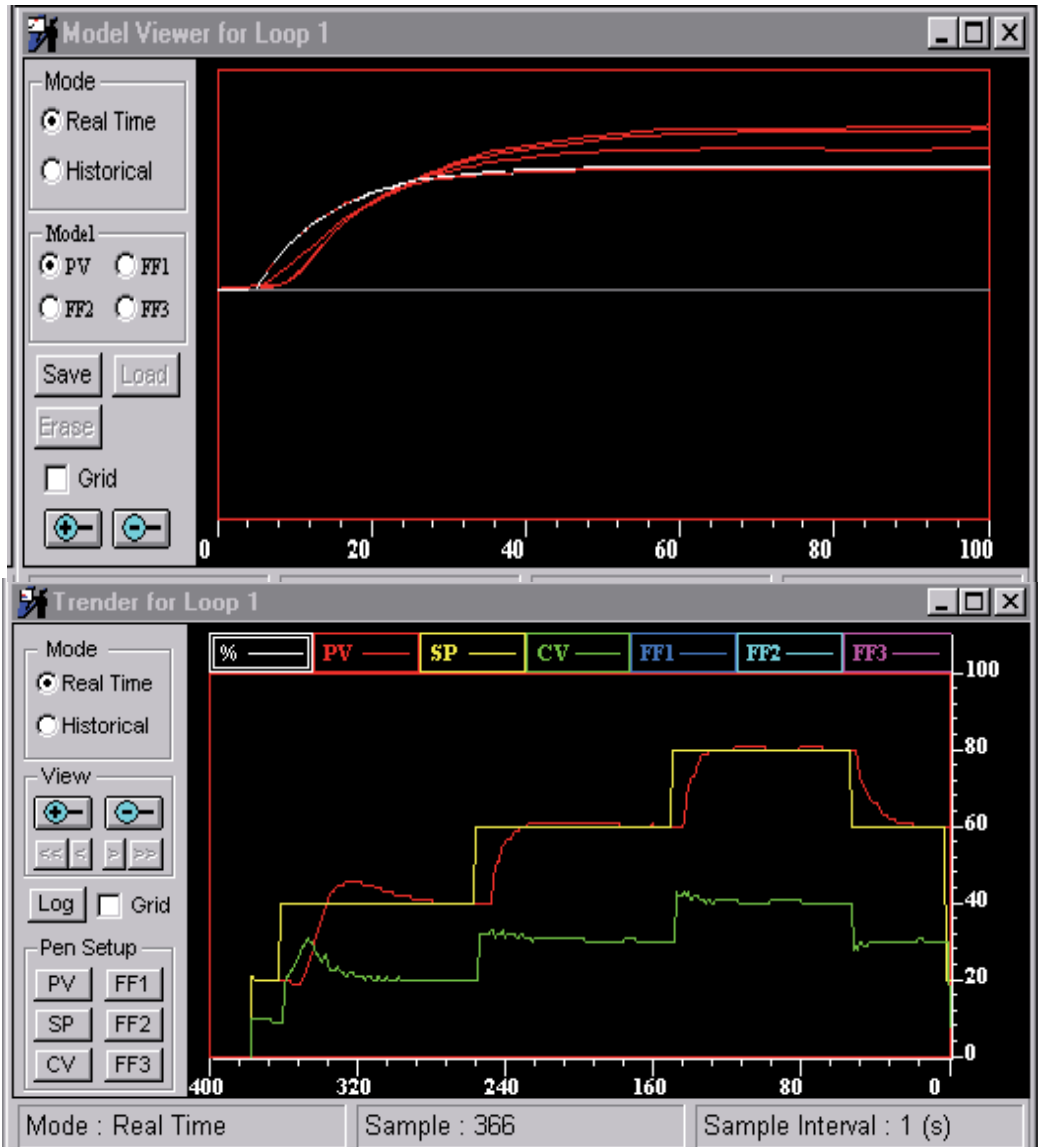 Model Viewer for Loop 1
Mode
Real Time
Historical
Model
PV FF1
FF2 FF3
Save Load
Erase
Grid
0 20 40 60 80 100
Trender for Loop 1
Mode
Real Time
Historical
View
<< < > >>
Log Grid
Pen Setup
PV FF1
SP FF2
CV FF3
% PV SP CV FF1 FF2 FF3
100
80
60
40
20
0
400 320 240 160 80 0
Mode : Real Time Sample : 366 Sample Interval : 1 (s)